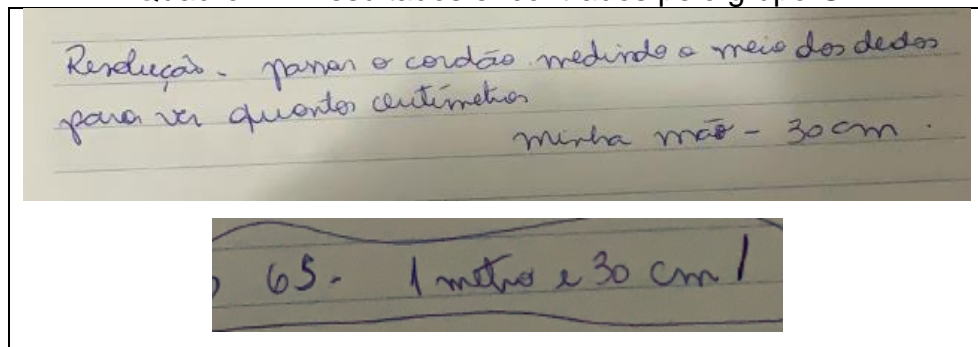 Resolução - passar o cordão medindo o meio dos dedos
para ver quantos centímetros
minha mão - 30 cm.
65 - 1 metro e 30 cm